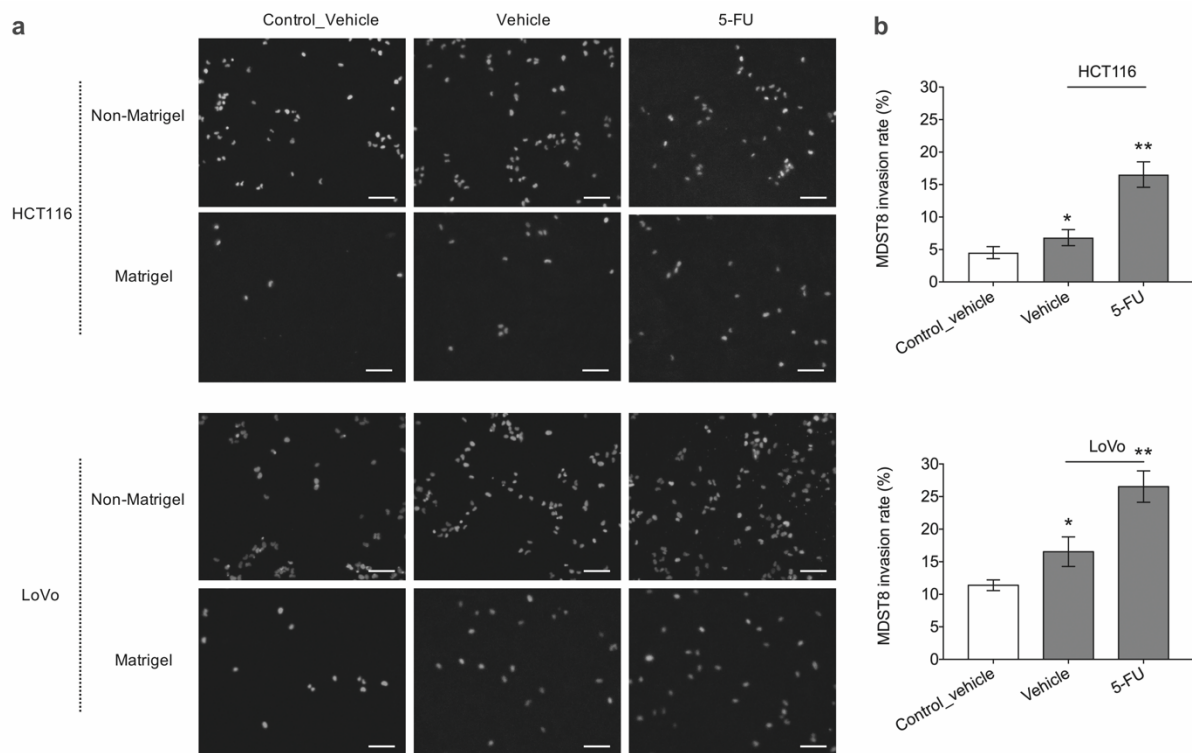 a
Control_Vehicle
Vehicle
5-FU
Non-Matrigel
HCT116
Matrigel
Non-Matrigel
LoVo
Matrigel
b
HCT116
MDST8 invasion rate (%)
30
25
20
15
10
5
0
*
**
Control_vehicle
Vehicle
5-FU
LoVo
MDST8 invasion rate (%)
30
25
20
15
10
5
0
*
**
Control_vehicle
Vehicle
5-FU